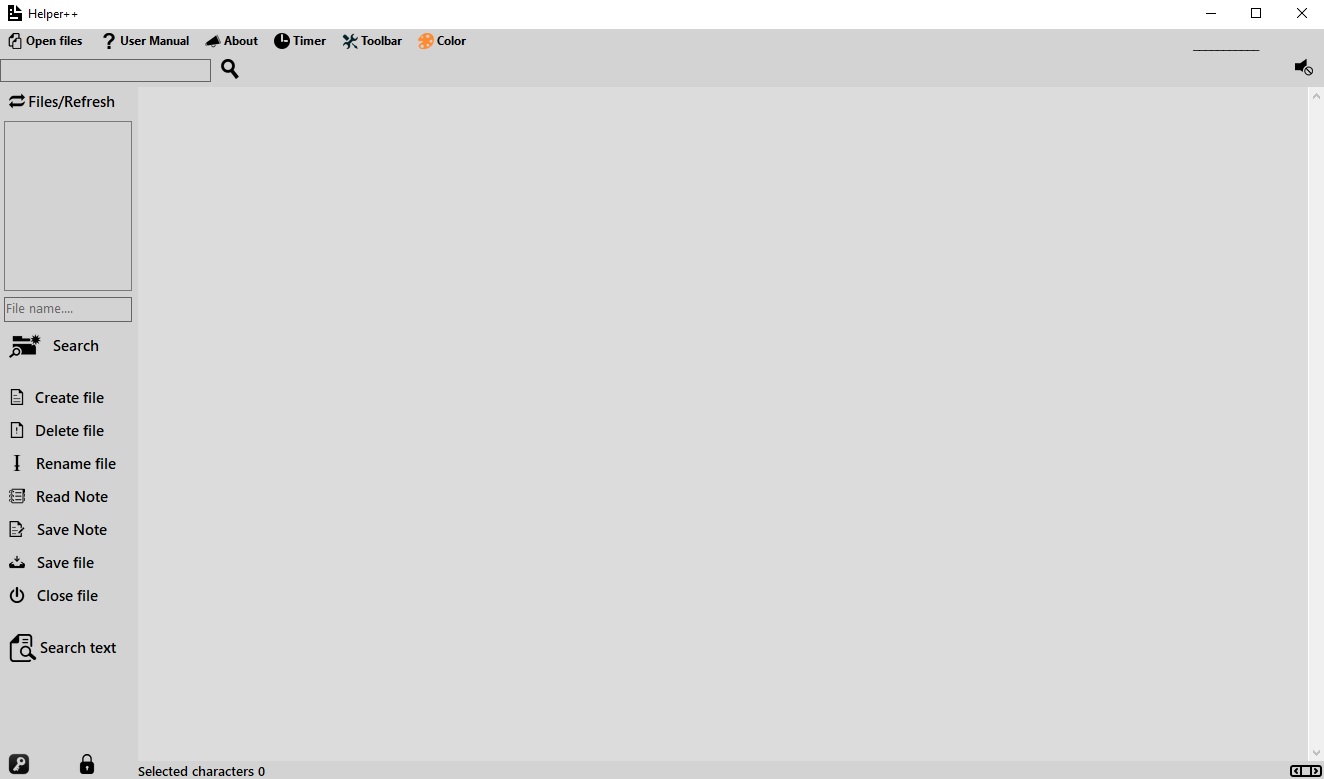 Helper++
Open files ? User Manual About Timer Toolbar Color
Files/Refresh
File name....
Search
Create file
Delete file
Rename file
Read Note
Save Note
Save file
Close file
Search text
Selected characters 0